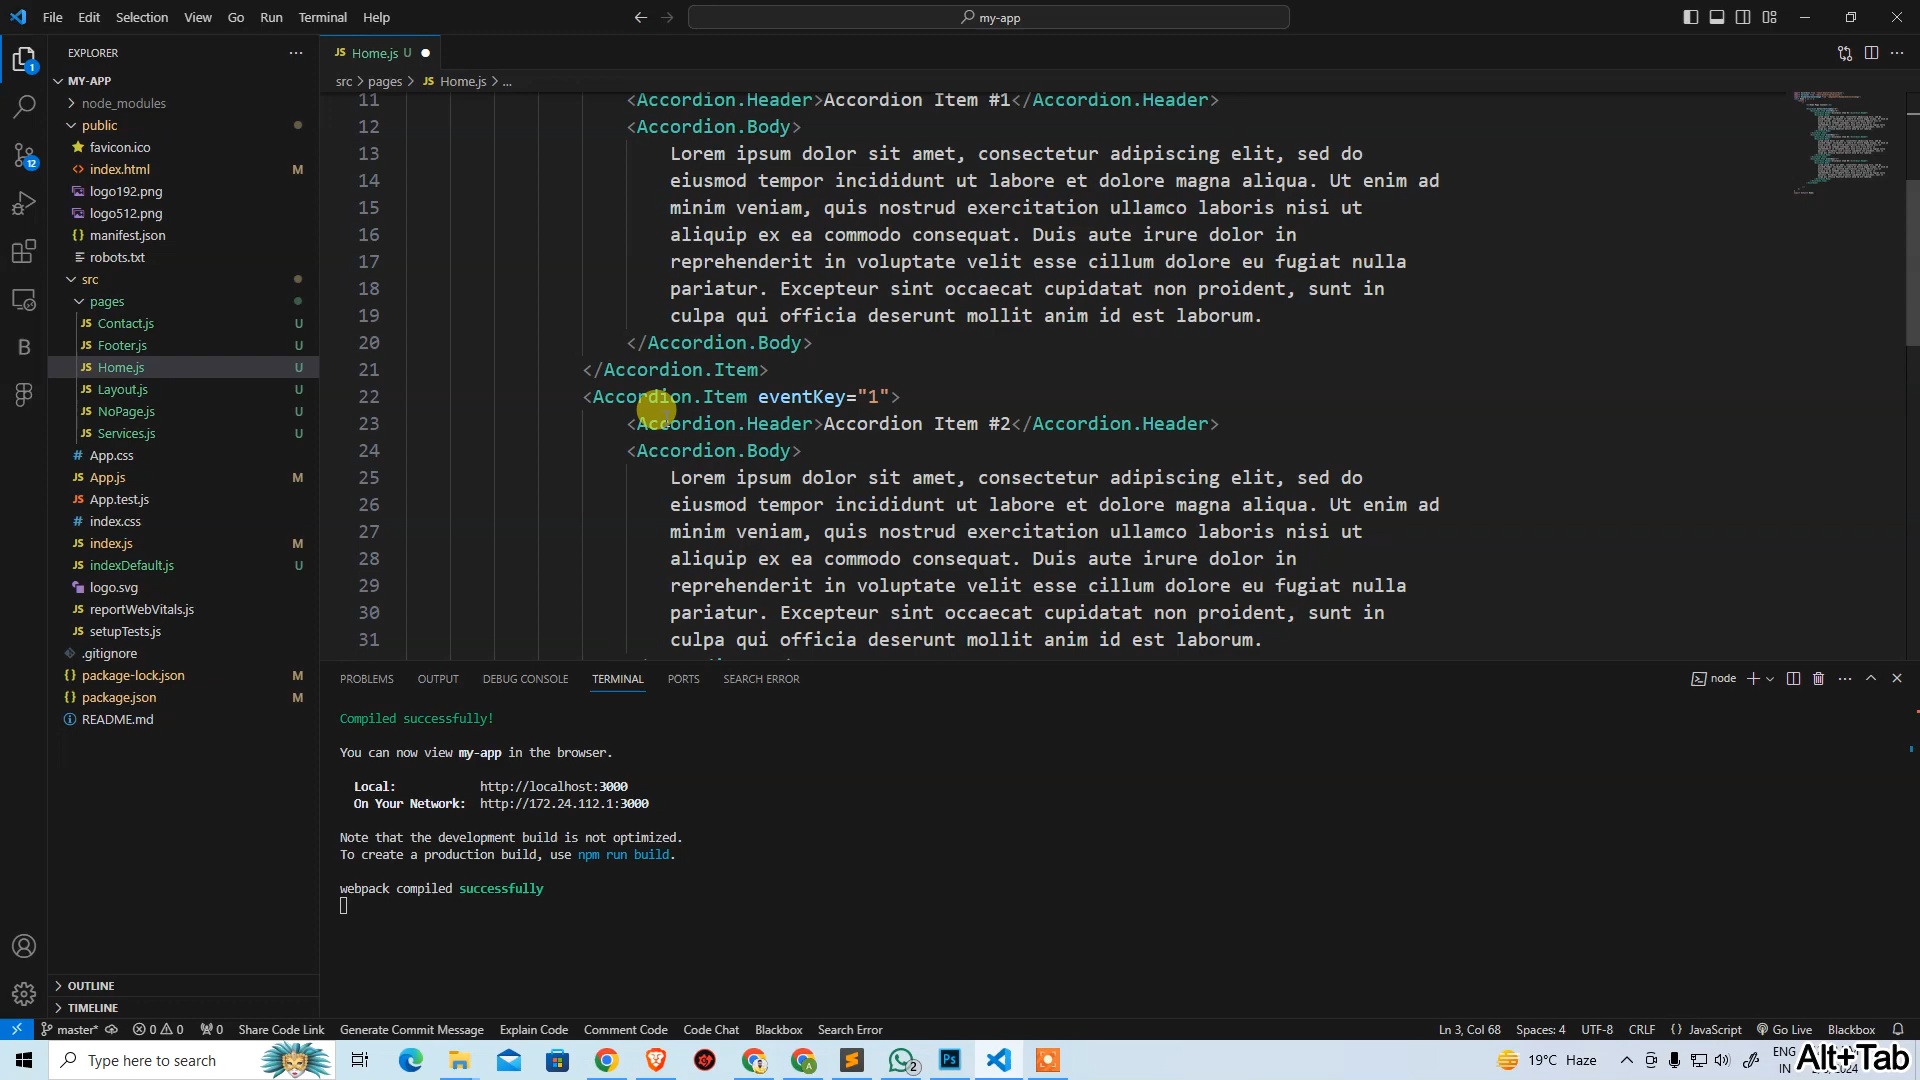 File Edit Selection View Go Run Terminal Help
my-app
EXPLORER
MY-APP
node_modules
public
favicon.ico
index.html M
logo192.png
logo512.png
manifest.json
robots.txt
src
pages
Contact.js U
Footer.js U
Home.js U
Layout.js U
NoPage.js U
Services.js U
App.css
App.js M
App.test.js
index.css
index.js M
indexDefault.js U
logo.svg
reportWebVitals.js
setupTests.js
.gitignore
package-lock.json M
package.json M
README.md
OUTLINE
TIMELINE
Home.js U
src > pages > JS Home.js > ...
11 <Accordion.Header>Accordion Item #1</Accordion.Header>
12 <Accordion.Body>
13 Lorem ipsum dolor sit amet, consectetur adipiscing elit, sed do
14 eiusmod tempor incididunt ut labore et dolore magna aliqua. Ut enim ad
15 minim veniam, quis nostrud exercitation ullamco laboris nisi ut
16 aliquip ex ea commodo consequat. Duis aute irure dolor in
17 reprehenderit in voluptate velit esse cillum dolore eu fugiat nulla
18 pariatur. Excepteur sint occaecat cupidatat non proident, sunt in
19 culpa qui officia deserunt mollit anim id est laborum.
20 </Accordion.Body>
21 </Accordion.Item>
22 <Accordion.Item eventKey="1">
23 <Accordion.Header>Accordion Item #2</Accordion.Header>
24 <Accordion.Body>
25 Lorem ipsum dolor sit amet, consectetur adipiscing elit, sed do
26 eiusmod tempor incididunt ut labore et dolore magna aliqua. Ut enim ad
27 minim veniam, quis nostrud exercitation ullamco laboris nisi ut
28 aliquip ex ea commodo consequat. Duis aute irure dolor in
29 reprehenderit in voluptate velit esse cillum dolore eu fugiat nulla
30 pariatur. Excepteur sint occaecat cupidatat non proident, sunt in
31 culpa qui officia deserunt mollit anim id est laborum.
PROBLEMS OUTPUT DEBUG CONSOLE TERMINAL PORTS SEARCH ERROR
node
Compiled successfully!
You can now view my-app in the browser.
Local: http://localhost:3000
On Your Network: http://172.24.112.1:3000
Note that the development build is not optimized.
To create a production build, use npm run build.
webpack compiled successfully
master* 0 0 0 Share Code Link Generate Commit Message Explain Code Comment Code Code Chat Blackbox Search Error
Ln 3, Col 68 Spaces: 4 UTF-8 CRLF {} JavaScript Go Live Blackbox
Type here to search
19°C Haze
ENG
IN
Alt+Tab